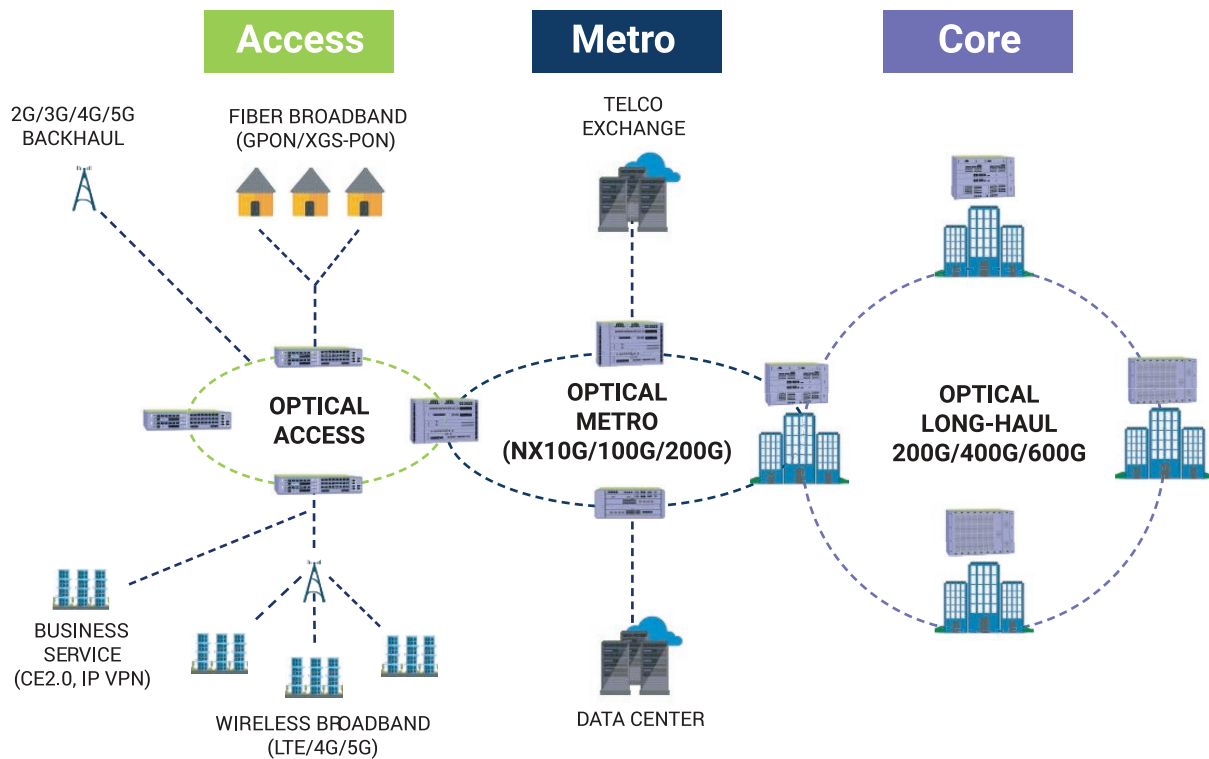 Access
Metro
Core
2G/3G/4G/5G
BACKHAUL
FIBER BROADBAND
(GPON/XGS-PON)
TELCO
EXCHANGE
OPTICAL
ACCESS
OPTICAL
METRO
(NX10G/100G/200G)
OPTICAL
LONG-HAUL
200G/400G/600G
BUSINESS
SERVICE
(CE2.0, IP VPN)
WIRELESS BROADBAND
(LTE/4G/5G)
DATA CENTER